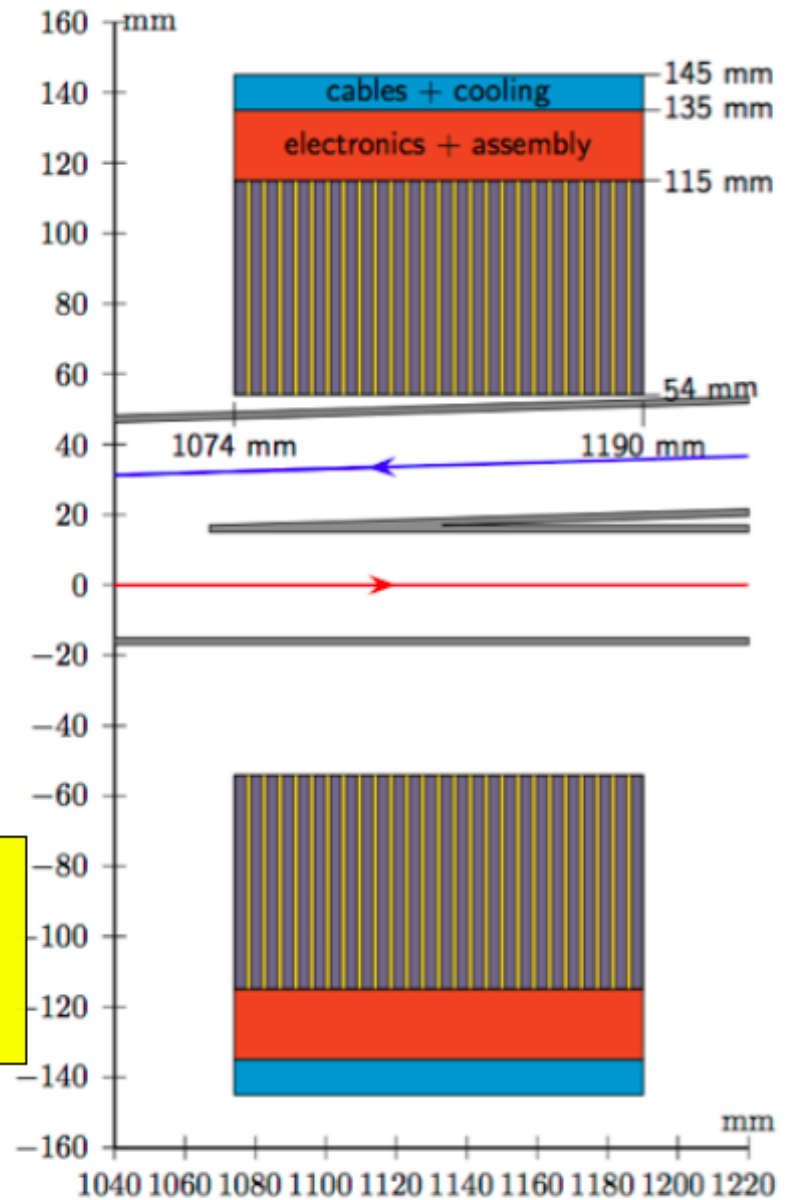 160 mm
140
120
100
80
60
40
20
0
−20
−40
−60
−80
−100
−120
−140
−160
cables + cooling
electronics + assembly
145 mm
135 mm
115 mm
54 mm
1074 mm 1190 mm
mm
1040 1060 1080 1100 1120 1140 1160 1180 1200 1220